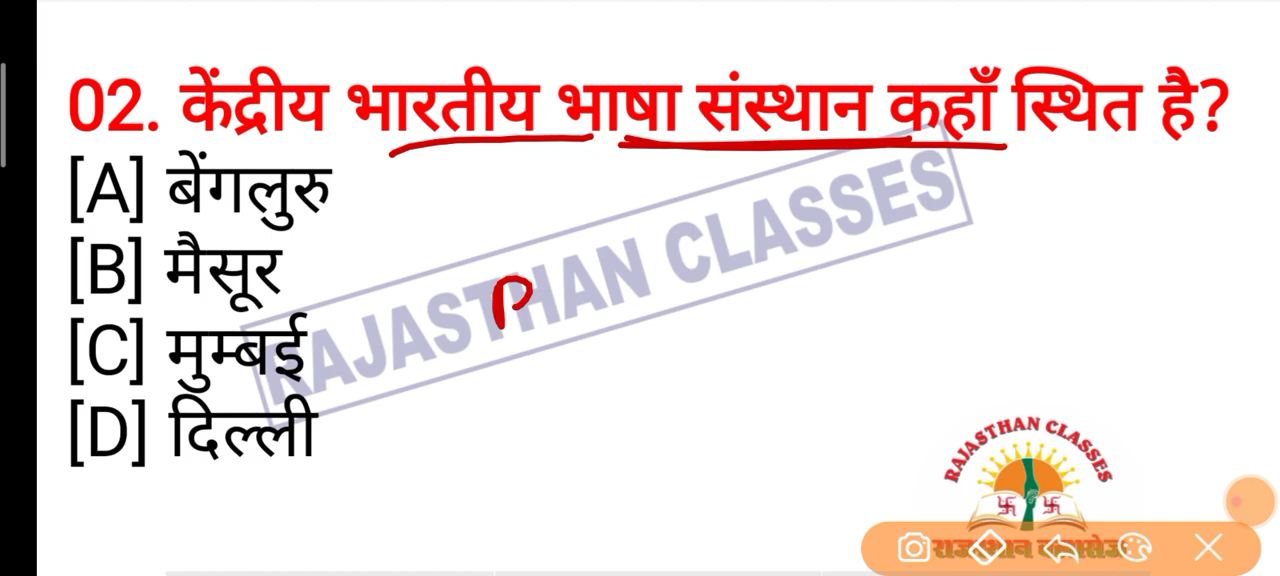 02. केंद्रीय भारतीय भाषा संस्थान कहाँ स्थित है?
[A] बेंगलुरु
[B] मैसूर
[C] मुम्बई
[D] दिल्ली
RAJASTHAN CLASSES
RAJASTHAN CLASSES